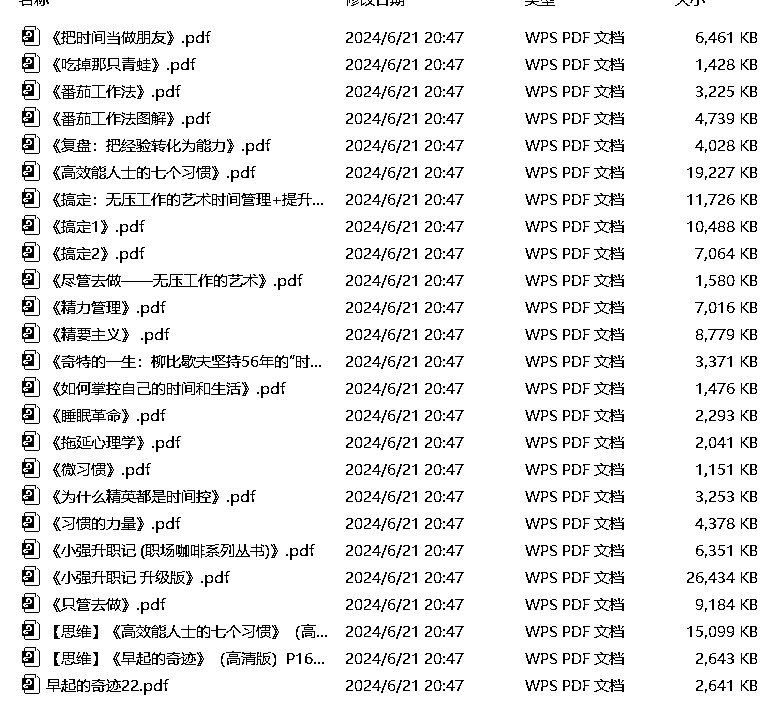 名称 修改日期 类型 大小
《把时间当做朋友》.pdf 2024/6/21 20:47 WPS PDF 文档 6,461 KB
《吃掉那只青蛙》.pdf 2024/6/21 20:47 WPS PDF 文档 1,428 KB
《番茄工作法》.pdf 2024/6/21 20:47 WPS PDF 文档 3,225 KB
《番茄工作法图解》.pdf 2024/6/21 20:47 WPS PDF 文档 4,739 KB
《复盘：把经验转化为能力》.pdf 2024/6/21 20:47 WPS PDF 文档 4,028 KB
《高效能人士的七个习惯》.pdf 2024/6/21 20:47 WPS PDF 文档 19,227 KB
《搞定：无压工作的艺术时间管理+提升... 2024/6/21 20:47 WPS PDF 文档 11,726 KB
《搞定1》.pdf 2024/6/21 20:47 WPS PDF 文档 10,488 KB
《搞定2》.pdf 2024/6/21 20:47 WPS PDF 文档 7,064 KB
《尽管去做——无压工作的艺术》.pdf 2024/6/21 20:47 WPS PDF 文档 1,580 KB
《精力管理》.pdf 2024/6/21 20:47 WPS PDF 文档 7,016 KB
《精要主义》 .pdf 2024/6/21 20:47 WPS PDF 文档 8,779 KB
《奇特的一生：柳比歇夫坚持56年的“时... 2024/6/21 20:47 WPS PDF 文档 3,371 KB
《如何掌控自己的时间和生活》.pdf 2024/6/21 20:47 WPS PDF 文档 1,476 KB
《睡眠革命》.pdf 2024/6/21 20:47 WPS PDF 文档 2,293 KB
《拖延心理学》.pdf 2024/6/21 20:47 WPS PDF 文档 2,041 KB
《微习惯》.pdf 2024/6/21 20:47 WPS PDF 文档 1,151 KB
《为什么精英都是时间控》.pdf 2024/6/21 20:47 WPS PDF 文档 3,253 KB
《习惯的力量》.pdf 2024/6/21 20:47 WPS PDF 文档 4,378 KB
《小强升职记 (职场咖啡系列丛书)》.pdf 2024/6/21 20:47 WPS PDF 文档 6,351 KB
《小强升职记 升级版》.pdf 2024/6/21 20:47 WPS PDF 文档 26,434 KB
《只管去做》.pdf 2024/6/21 20:47 WPS PDF 文档 9,184 KB
【思维】《高效能人士的七个习惯》（高... 2024/6/21 20:47 WPS PDF 文档 15,099 KB
【思维】《早起的奇迹》（高清版）P16... 2024/6/21 20:47 WPS PDF 文档 2,643 KB
早起的奇迹22.pdf 2024/6/21 20:47 WPS PDF 文档 2,641 KB